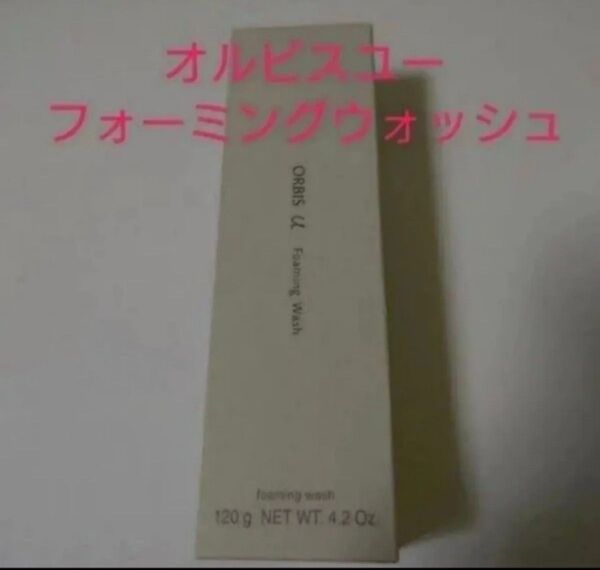 オルビスユー
フォーミングウォッシュ
ORBIS u Foaming Wash
foaming wash
120 g NET WT. 4.2 Oz.